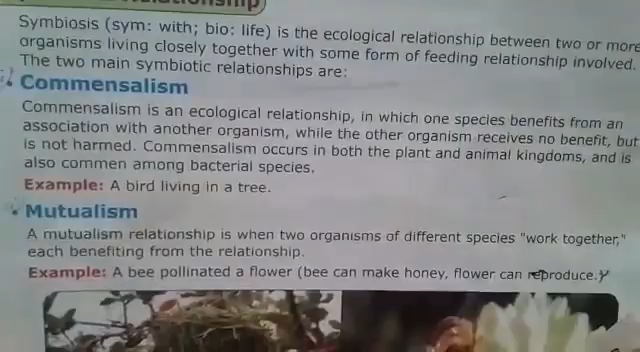 Symbiosis (sym: with; bio: life) is the ecological relationship between two or more
organisms living closely together with some form of feeding relationship involved.
The two main symbiotic relationships are:
Commensalism
Commensalism is an ecological relationship, in which one species benefits from an
association with another organism, while the other organism receives no benefit, but
is not harmed. Commensalism occurs in both the plant and animal kingdoms, and is
also commen among bacterial species.
Example: A bird living in a tree.
Mutualism
A mutualism relationship is when two organisms of different species "work together,"
each benefiting from the relationship.
Example: A bee pollinated a flower (bee can make honey, flower can reproduce.)